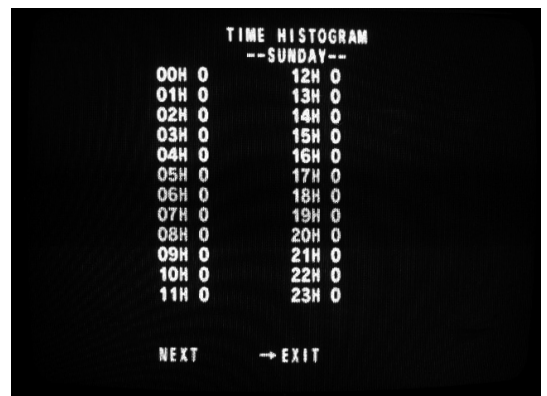 TIME HISTOGRAM
--SUNDAY--
00H 0 12H 0
01H 0 13H 0
02H 0 14H 0
03H 0 15H 0
04H 0 16H 0
05H 0 17H 0
06H 0 18H 0
07H 0 19H 0
08H 0 20H 0
09H 0 21H 0
10H 0 22H 0
11H 0 23H 0
NEXT →EXIT